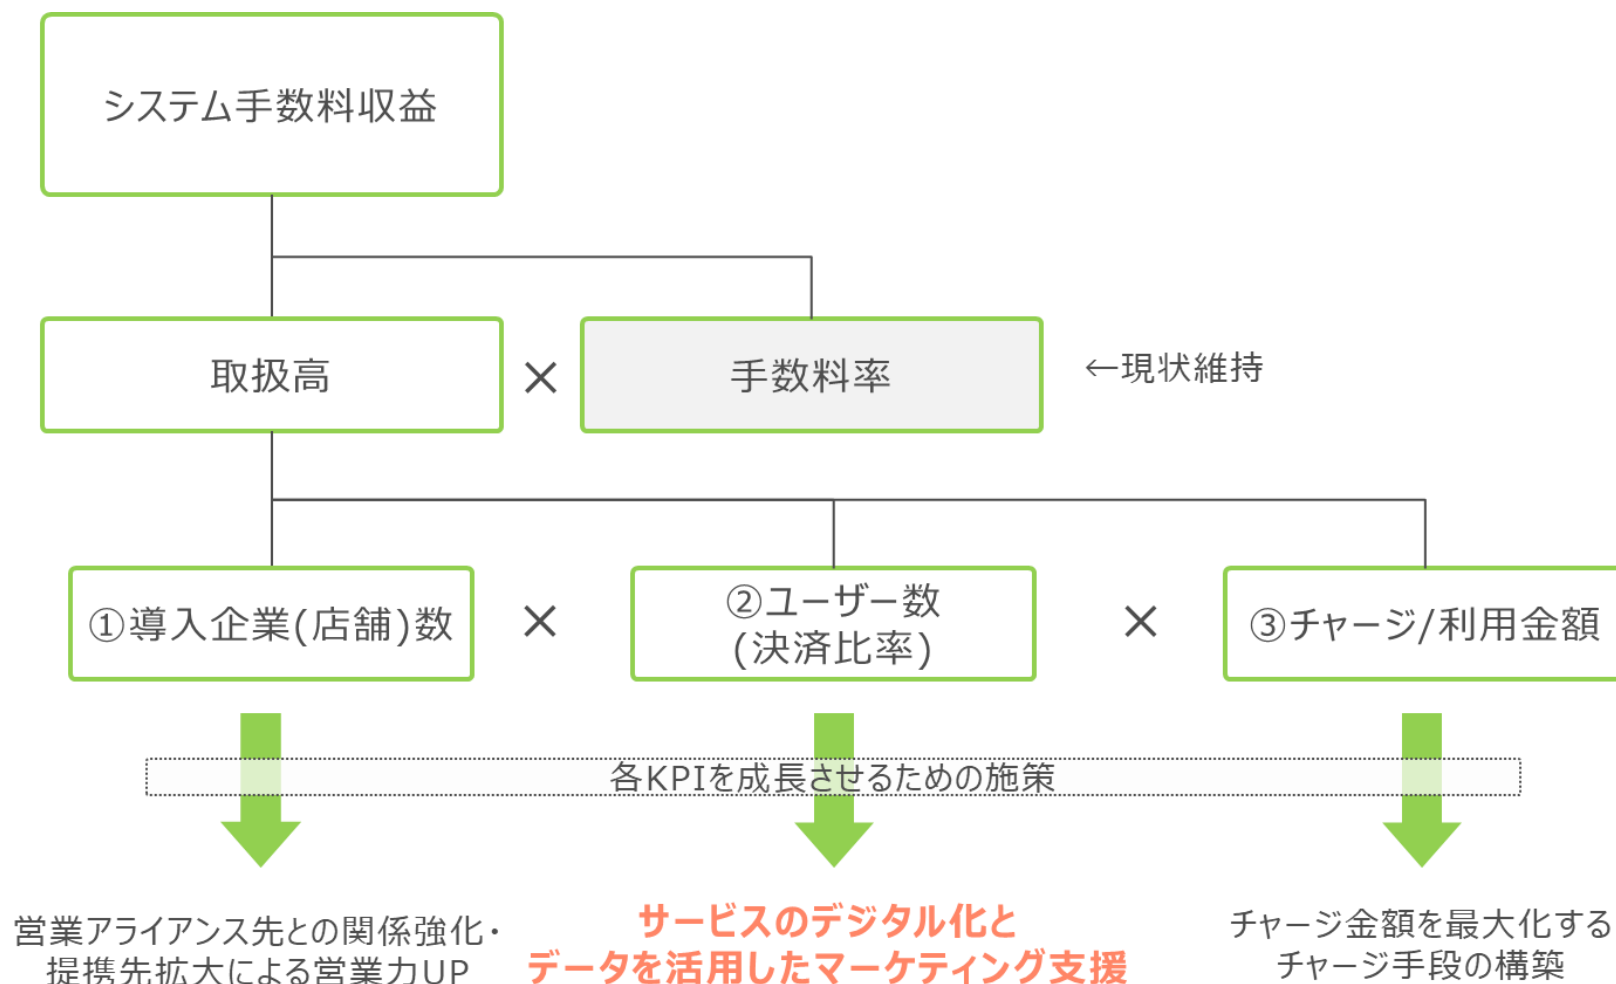 システム手数料収益
取扱高
×
手数料率
←現状維持
①導入企業(店舗)数
×
②ユーザー数
(決済比率)
×
③チャージ/利用金額
各KPIを成長させるための施策
営業アライアンス先との関係強化・
提携先拡大による営業力UP
サービスのデジタル化と
データを活用したマーケティング支援
チャージ金額を最大化する
チャージ手段の構築